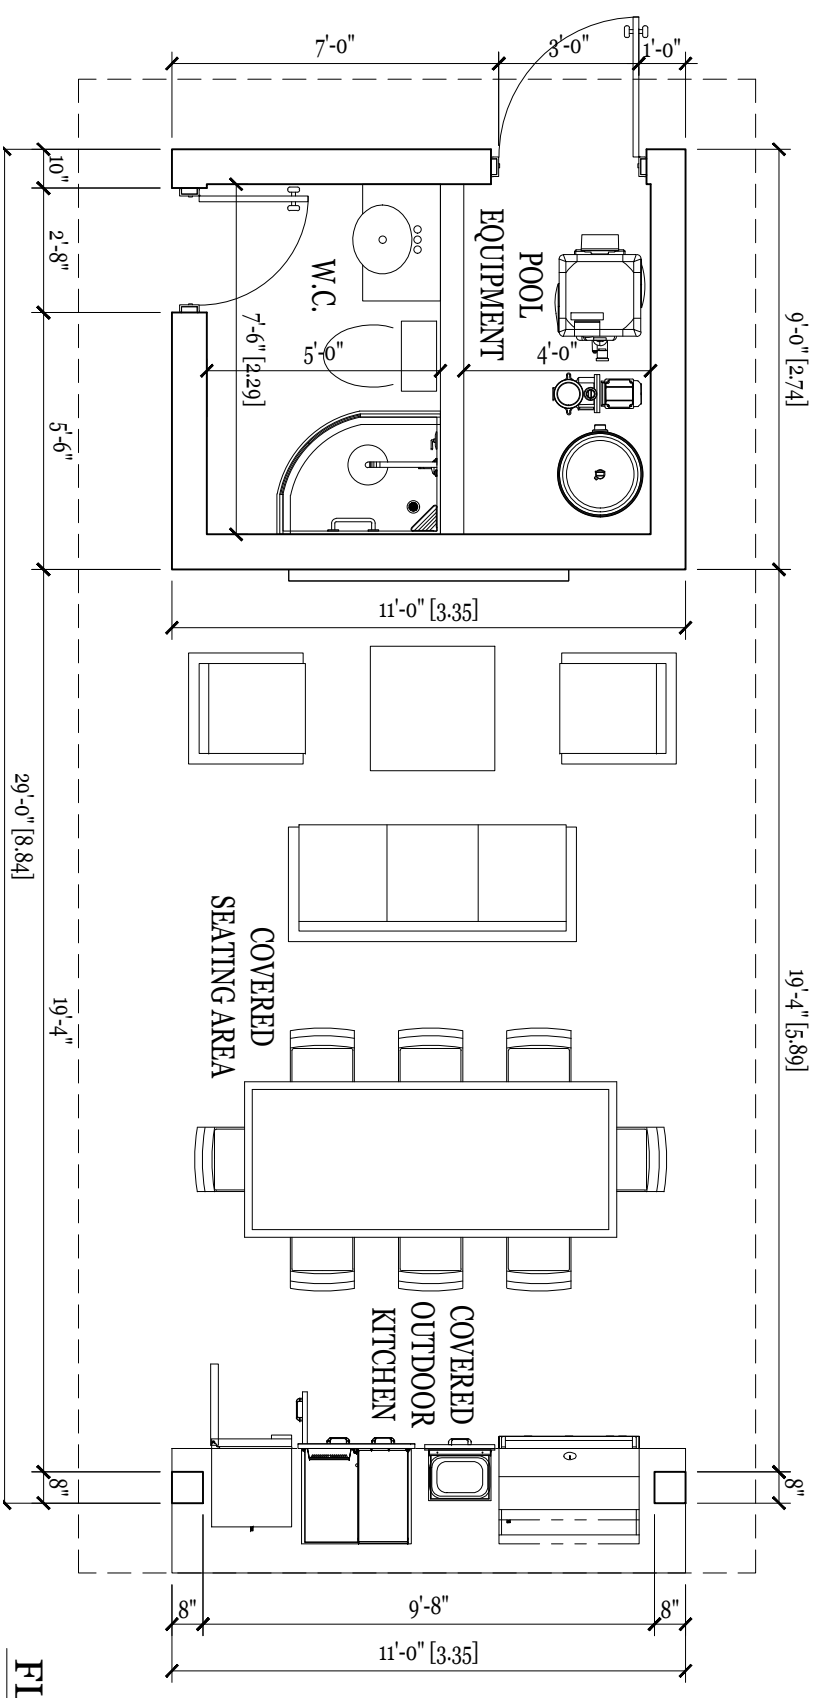 7'-0"
3'-0"
1'-0"
10"
2'-8"
5'-6"
19'-4"
8"
29'-0" [8.84]
9'-0" [2.74]
19'-4" [5.89]
8"
POOL
EQUIPMENT
W.C.
7'-6" [2.29]
5'-0"
4'-0"
11'-0" [3.35]
COVERED
SEATING AREA
COVERED
OUTDOOR
KITCHEN
8"
9'-8"
8"
11'-0" [3.35]